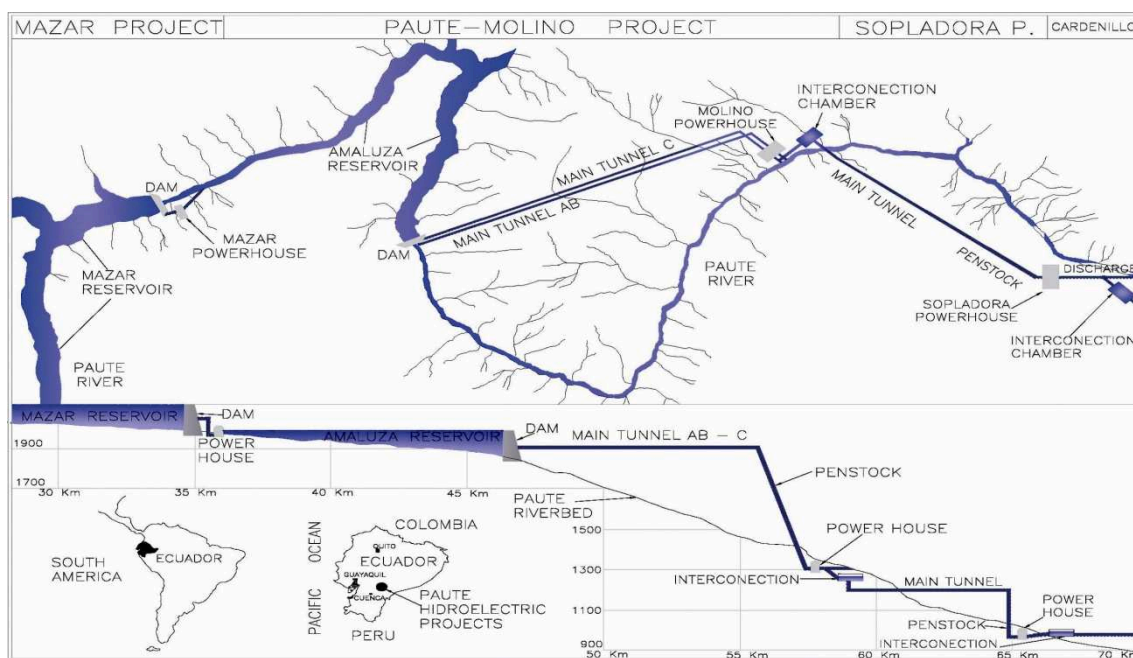 MAZAR PROJECT
PAUTE-MOLINO PROJECT
SOPLADORA P.
CARDENILLO
INTERCONECTION
CHAMBER
MOLINO
POWERHOUSE
AMALUZA
RESERVOIR
MAIN TUNNEL C
MAIN TUNNEL AB
DAM
MAZAR
POWERHOUSE
DAM
MAIN TUNNEL
PENSTOCK
PAUTE
RIVER
MAZAR
RESERVOIR
DISCHARGE
SOPLADORA
POWERHOUSE
INTERCONECTION
CHAMBER
PAUTE
RIVER
MAZAR RESERVOIR
DAM
POWER
HOUSE
AMALUZA RESERVOIR
DAM
MAIN TUNNEL AB - C
1900
1700
30 Km
35 Km
40 Km
45 Km
PENSTOCK
PAUTE
RIVERBED
1500
1300
1100
900
POWER HOUSE
INTERCONECTION
MAIN TUNNEL
POWER
HOUSE
PENSTOCK
INTERCONECTION
50 Km
55 Km
60 Km
65 Km
70 Km
SOUTH
AMERICA
ECUADOR
PACIFIC OCEAN
COLOMBIA
QUITO
ECUADOR
GUAYAQUIL
CUENCA
PAUTE
HIDROELECTRIC
PROJECTS
PERU